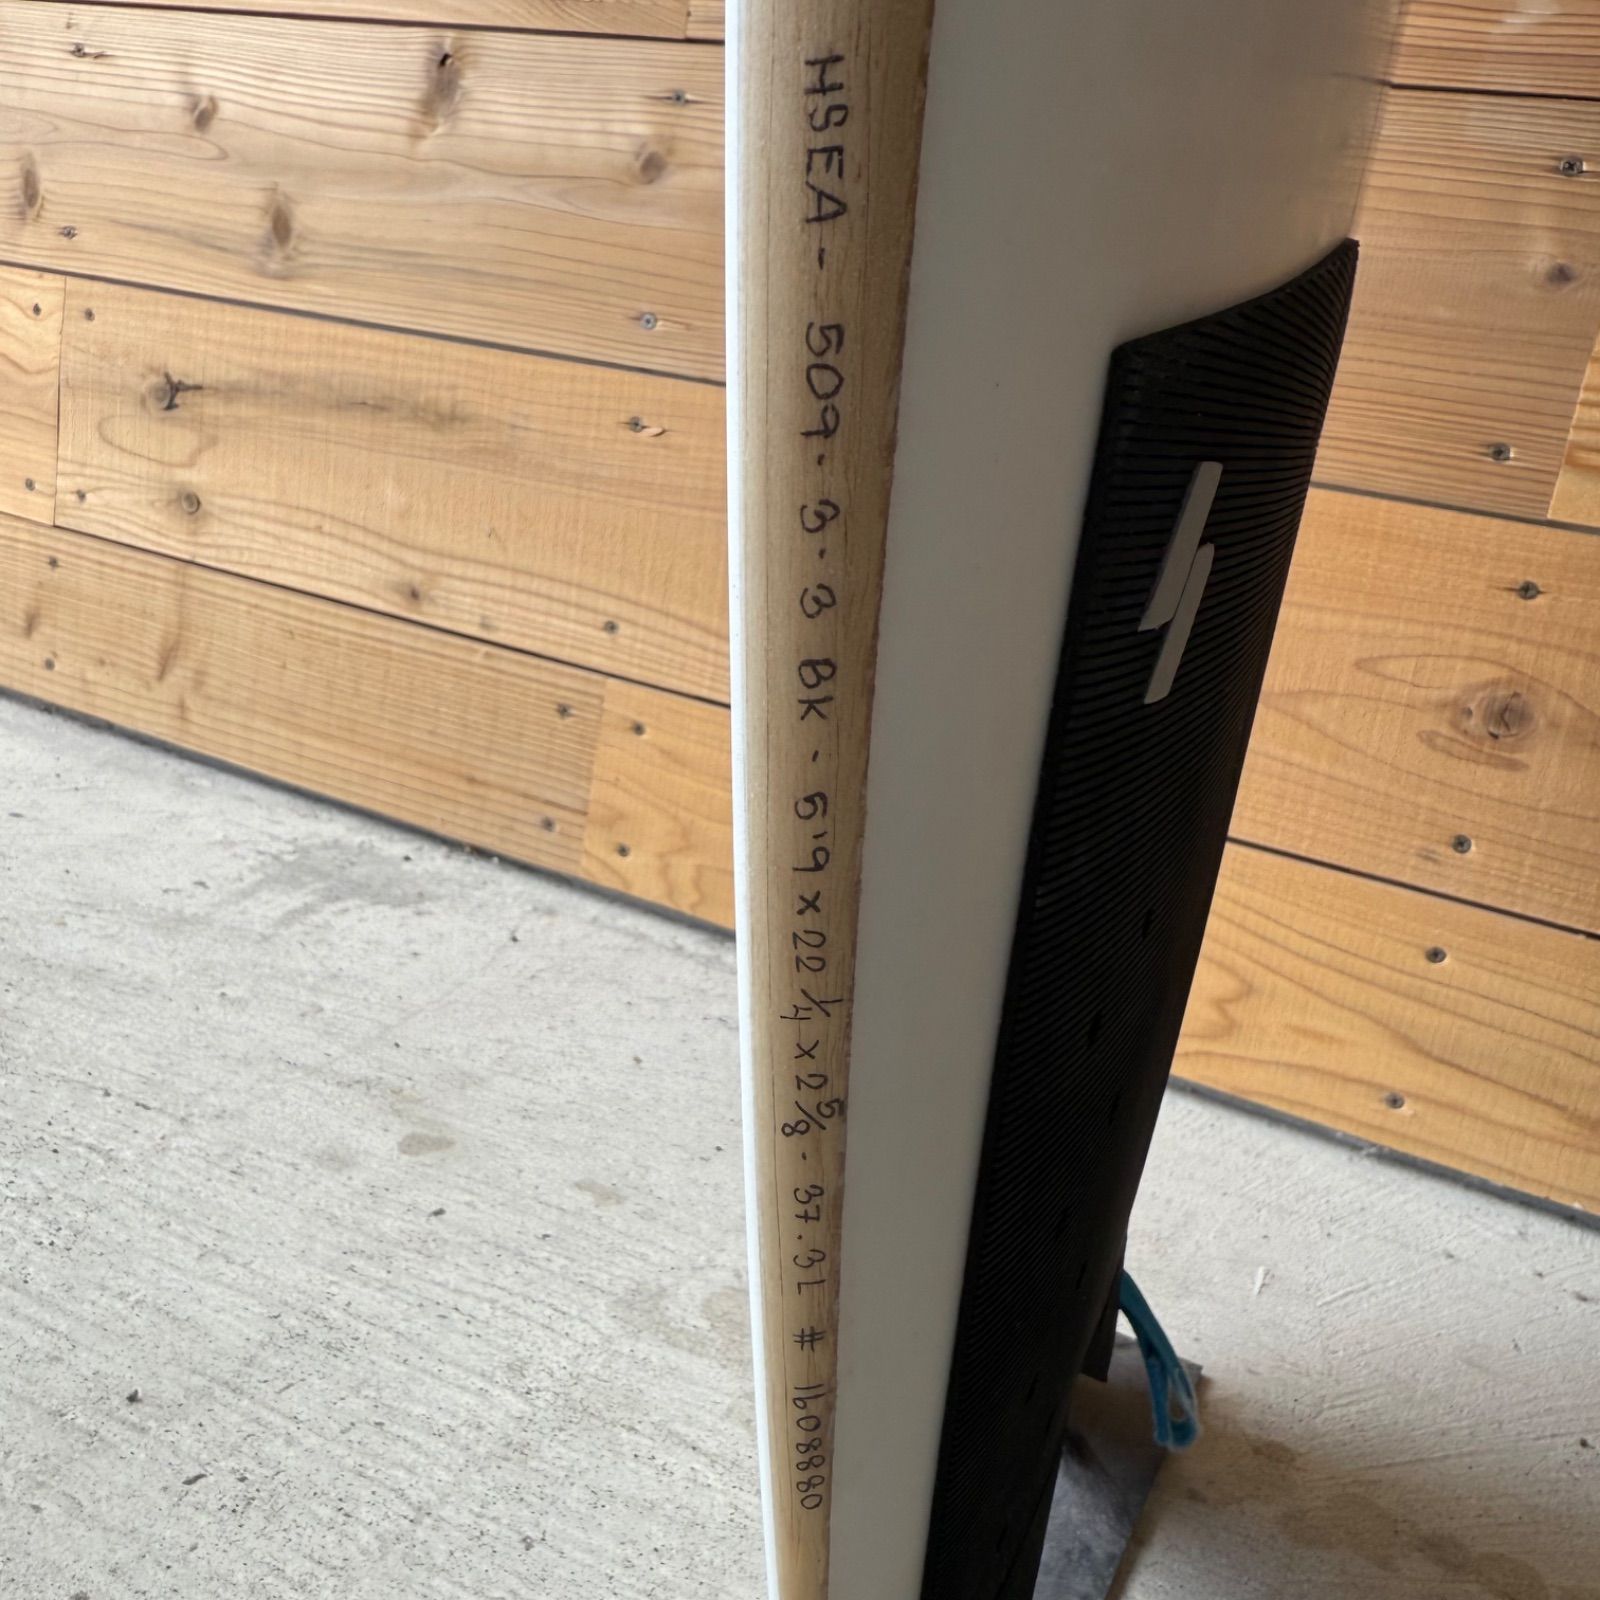 HSEA - 509 · 3 · 3 BK - 5'9 x 22 1/4 x 2 5/8 · 37.3L # 1608880